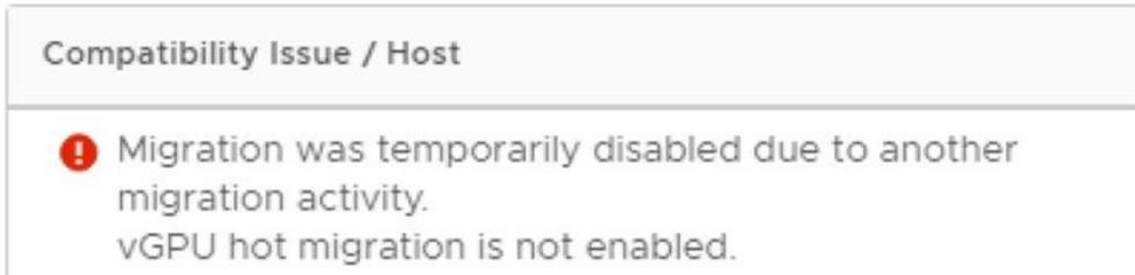 Compatibility Issue / Host
Migration was temporarily disabled due to another
migration activity.
vGPU hot migration is not enabled.